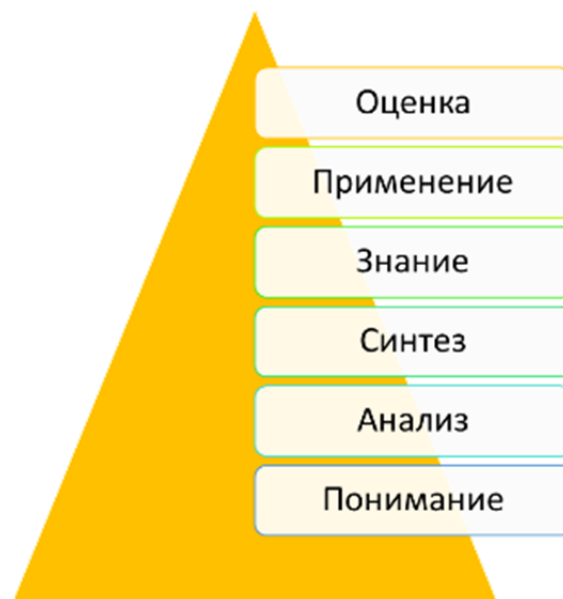 Оценка
Применение
Знание
Синтез
Анализ
Понимание